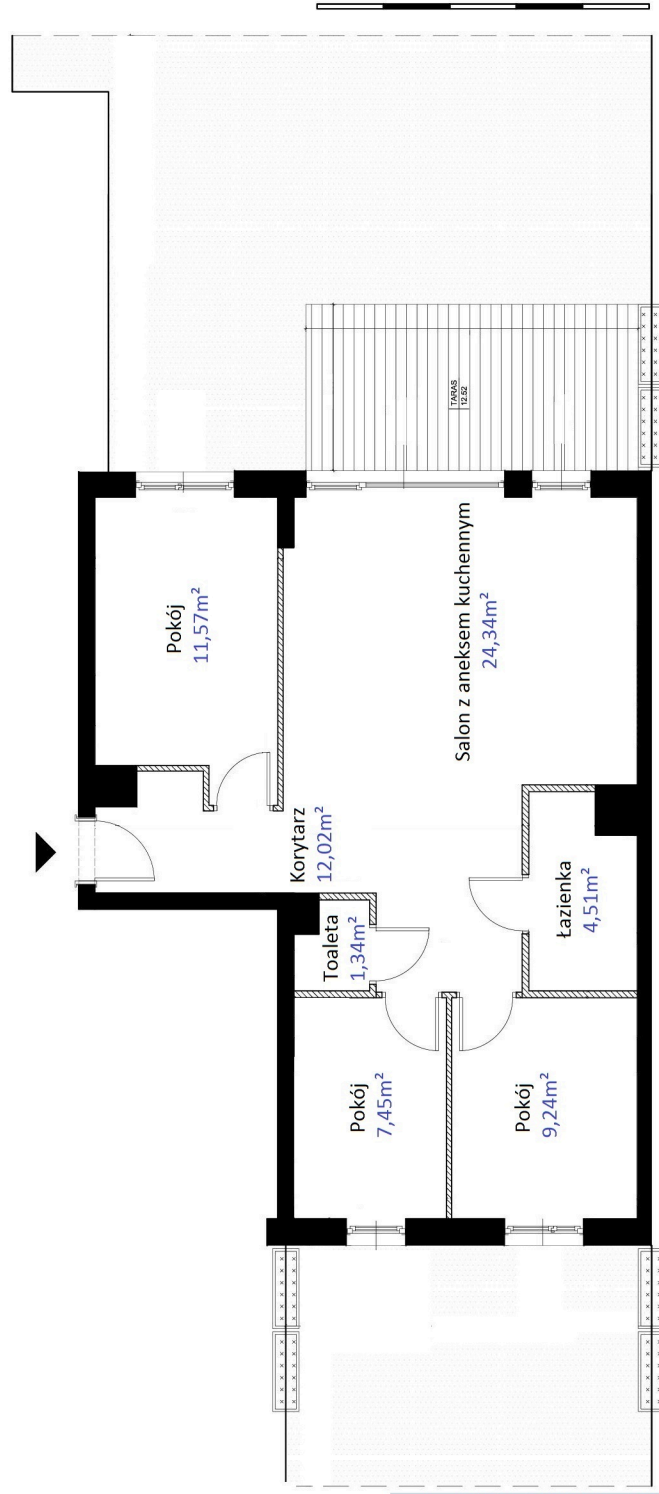 TARAS
12.52
Pokój
11,57m²
Salon z aneksem kuchennym
24,34m²
Korytarz
12,02m²
Toaleta
1,34m²
Łazienka
4,51m²
Pokój
7,45m²
Pokój
9,24m²